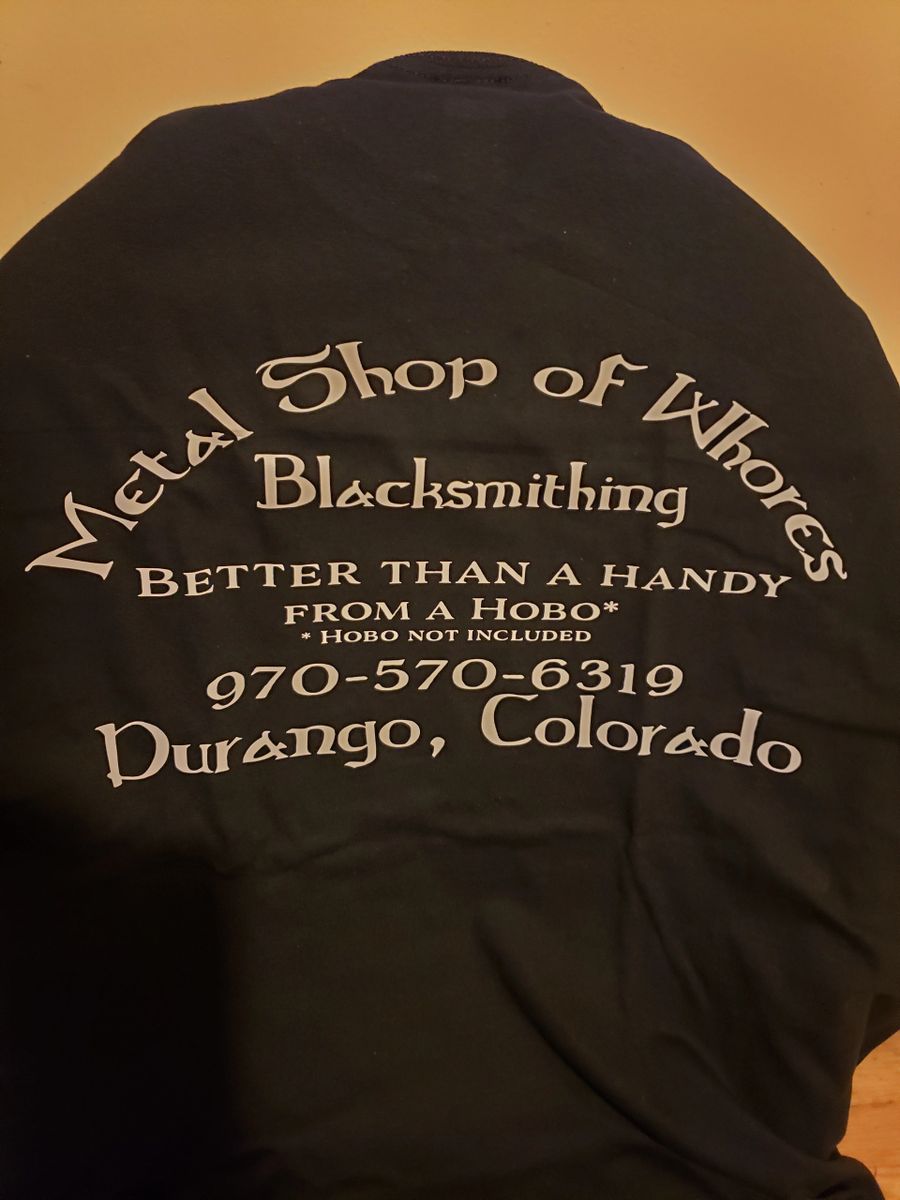 Metal Shop of Whores
Blacksmithing
Better than a handy
from a Hobo*
* Hobo not included
970-570-6319
Durango, Colorado